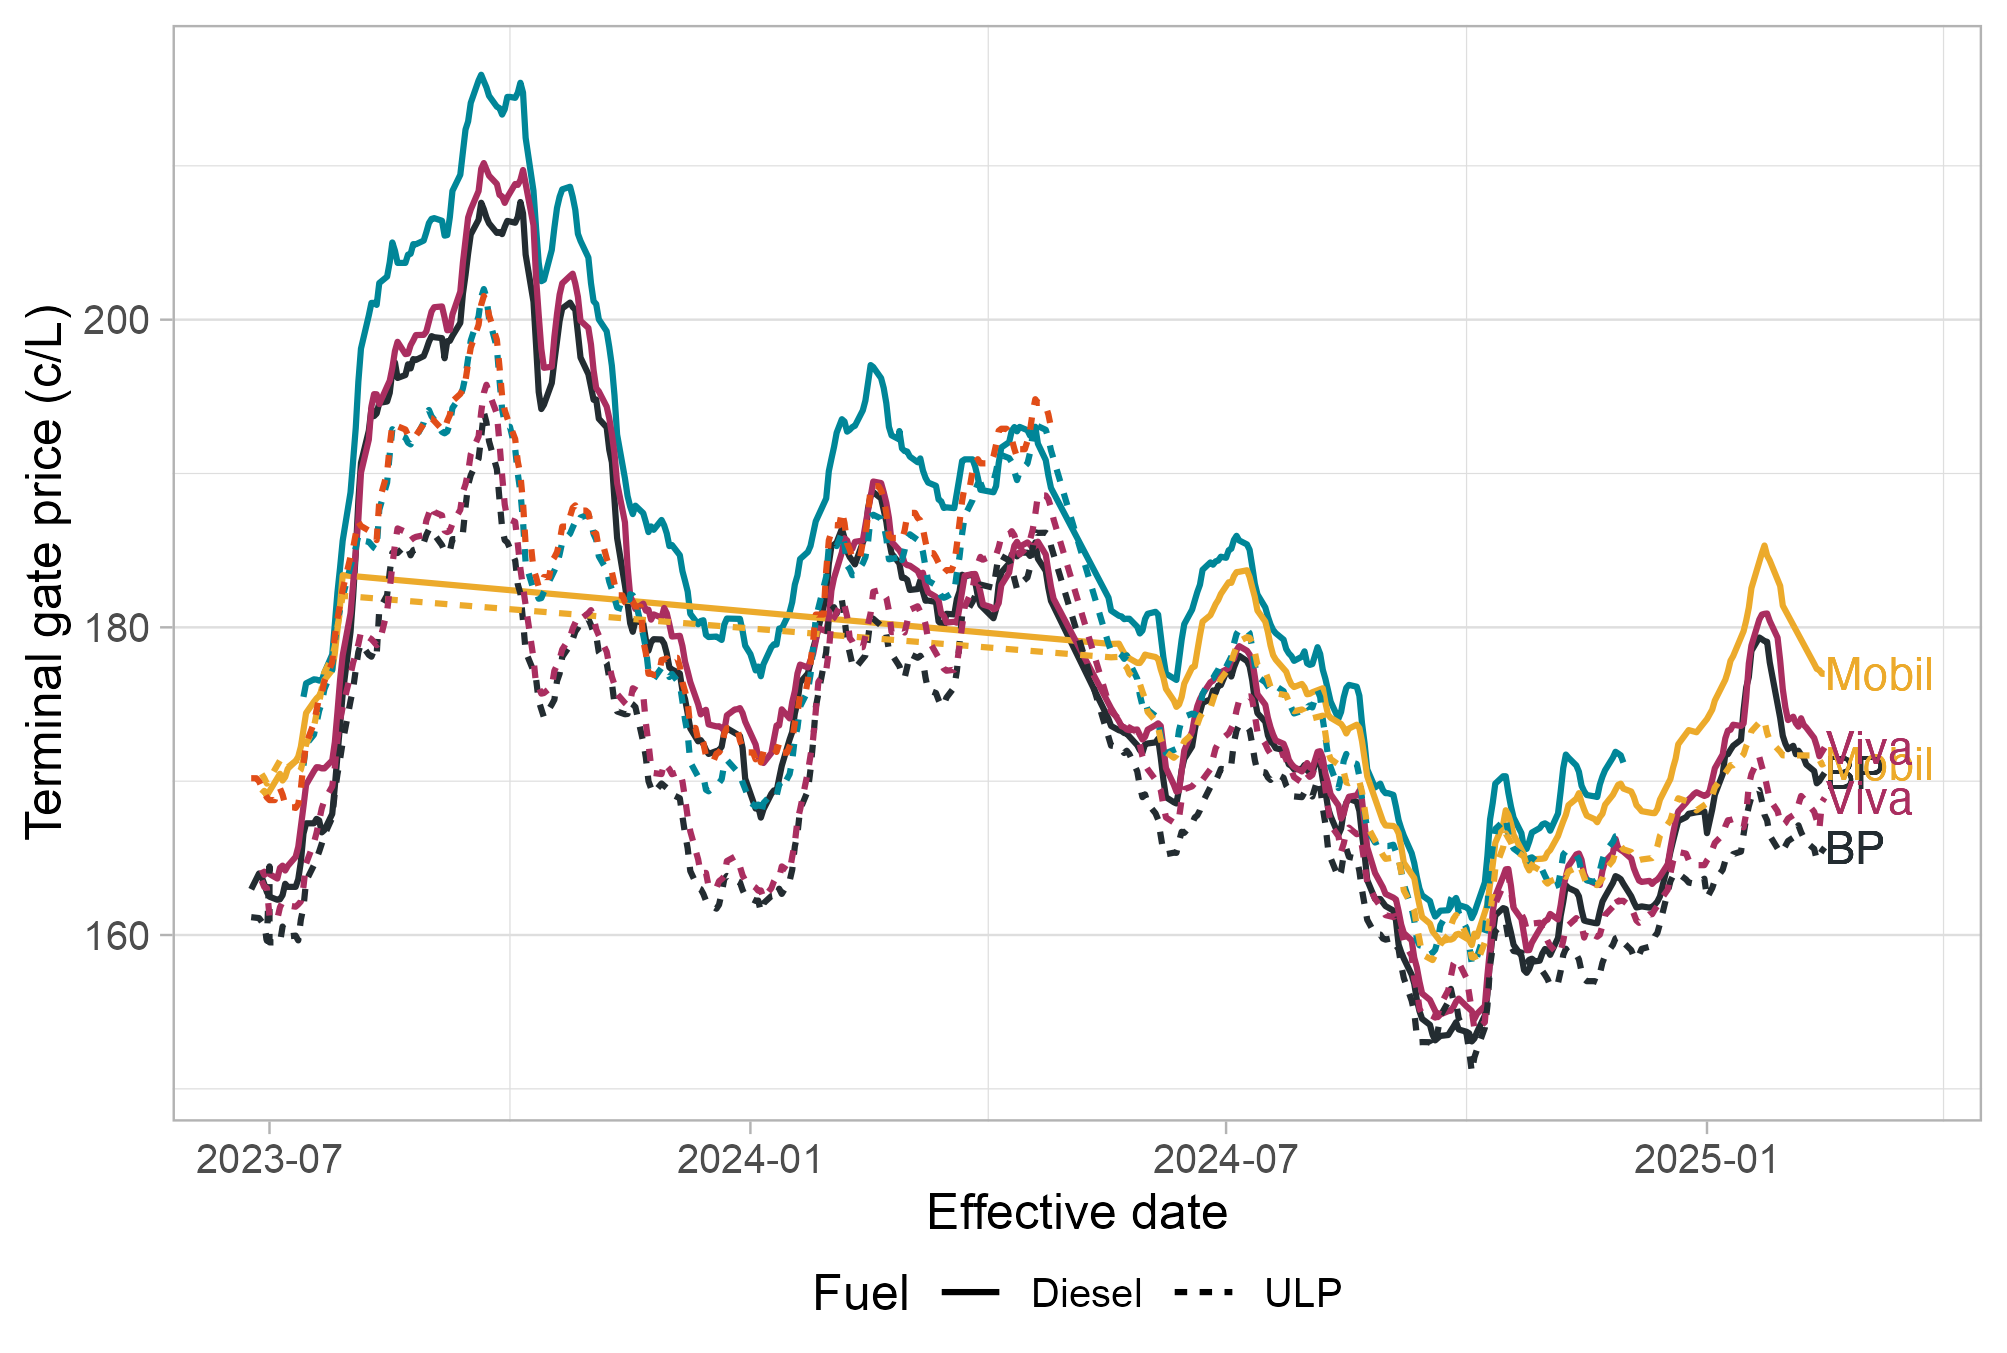 Terminal gate price (c/L)
200
180
160
Mobil
Viva
Mobil
BP
Viva
BP
2023-07
2024-01
2024-07
2025-01
Effective date
Fuel
Diesel
ULP